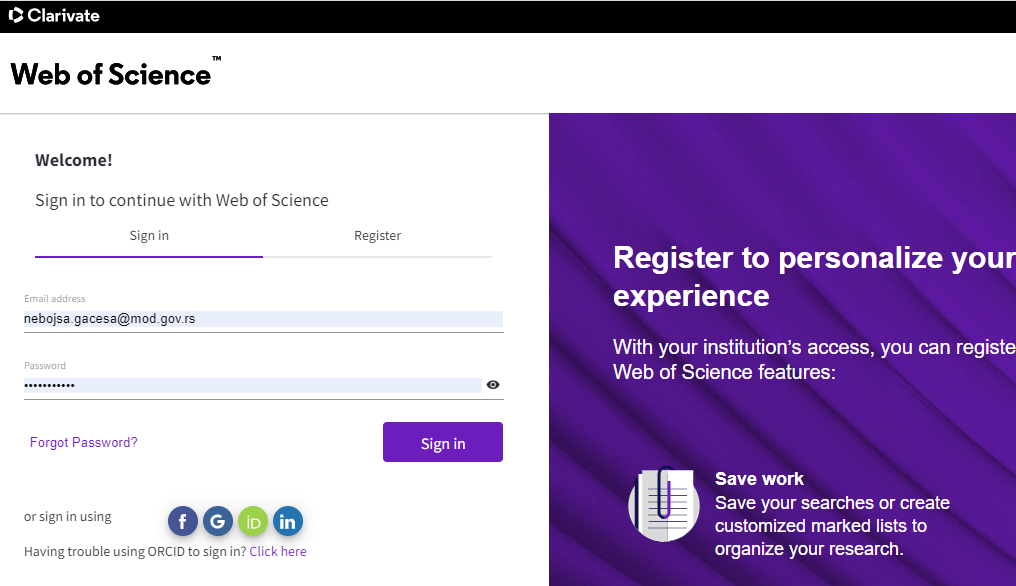 Clarivate
Web of Science™
Welcome!
Sign in to continue with Web of Science
Sign in
Register
Email address
nebojsa.gacesa@mod.gov.rs
Password
•••••••••••
Forgot Password?
Sign in
or sign in using
f
G
iD
in
Having trouble using ORCID to sign in? Click here
Register to personalize your
experience
With your institution’s access, you can registe
Web of Science features:
Save work
Save your searches or create
customized marked lists to
organize your research.